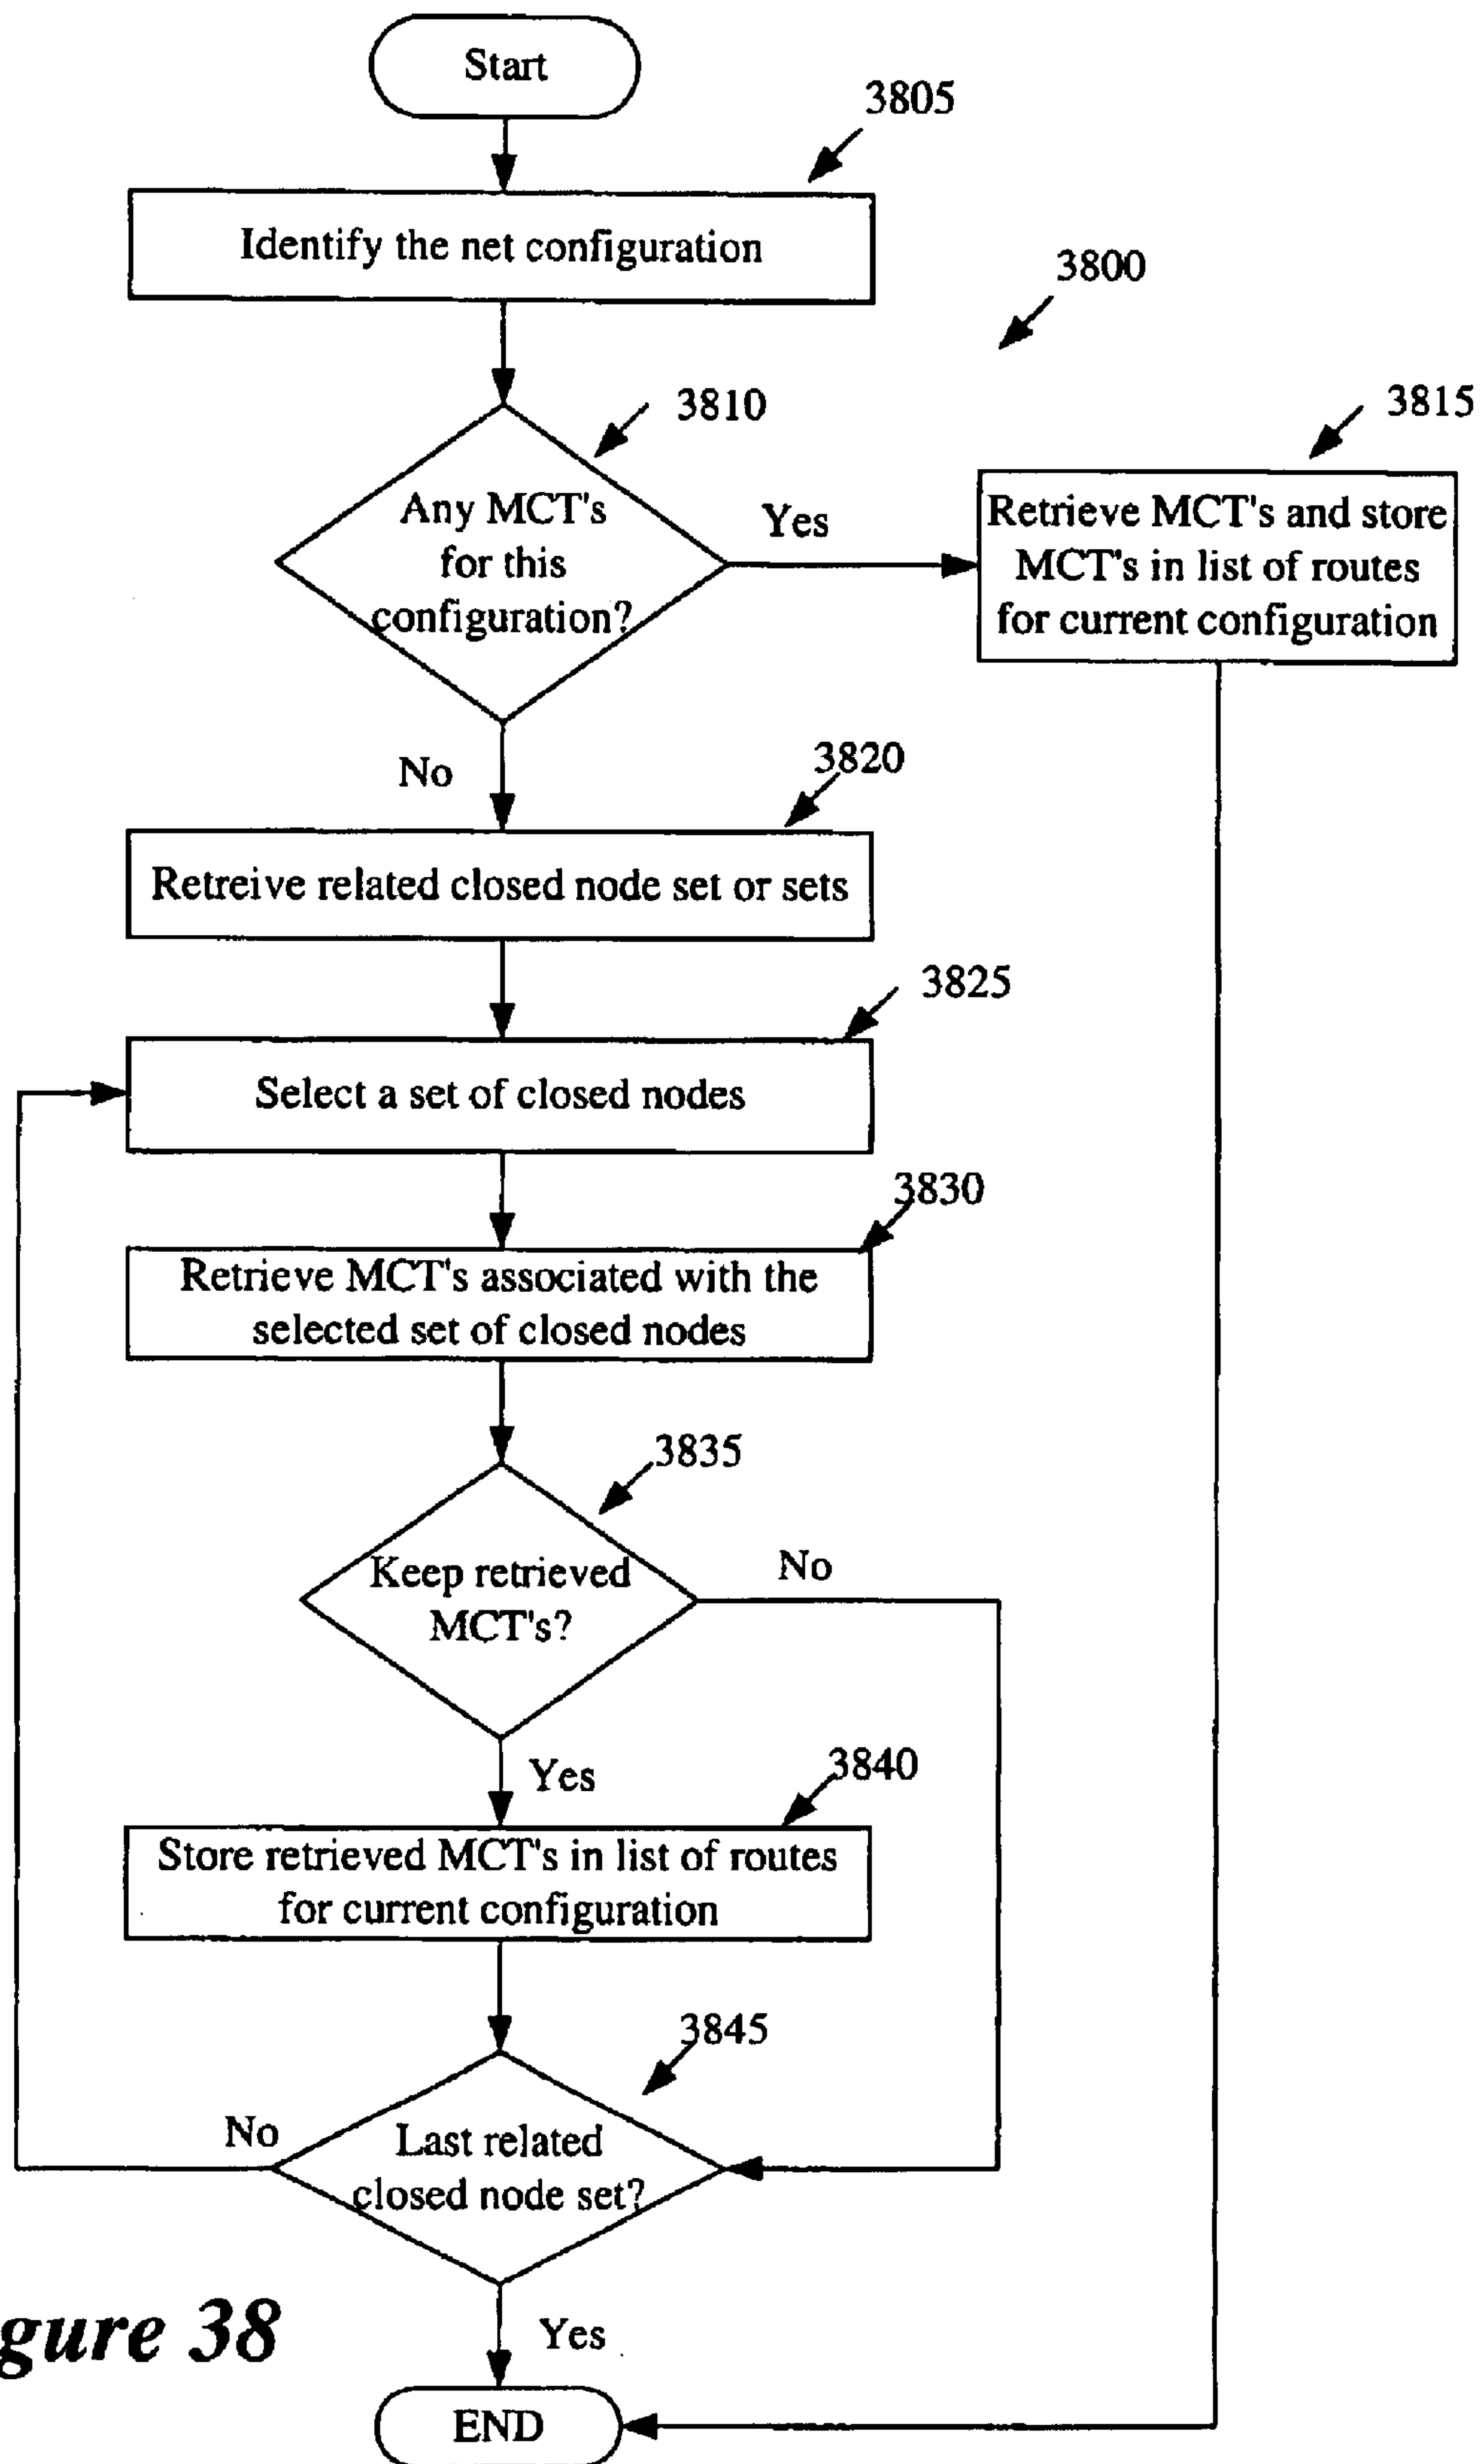 Start
3805
Identify the net configuration
3800
3810
3815
Any MCT's
for this
configuration?
Yes
Retrieve MCT's and store
MCT's in list of routes
for current configuration
No
3820
Retreive related closed node set or sets
3825
Select a set of closed nodes
3830
Retrieve MCT's associated with the
selected set of closed nodes
3835
Keep retrieved
MCT's?
No
Yes
3840
Store retrieved MCT's in list of routes
for current configuration
3845
No
Last related
closed node set?
gure 38
Yes
END